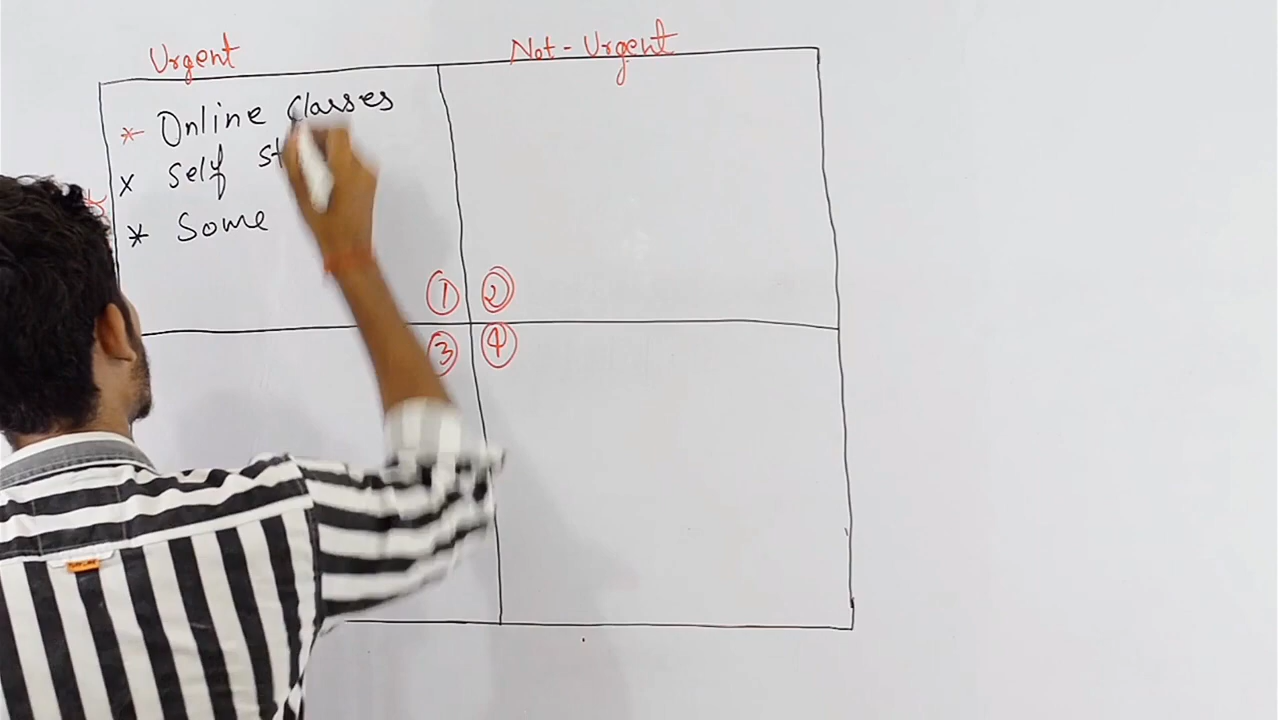 Urgent
Not-Urgent
* Online Classes
* Self
* Some
1 2
3 4